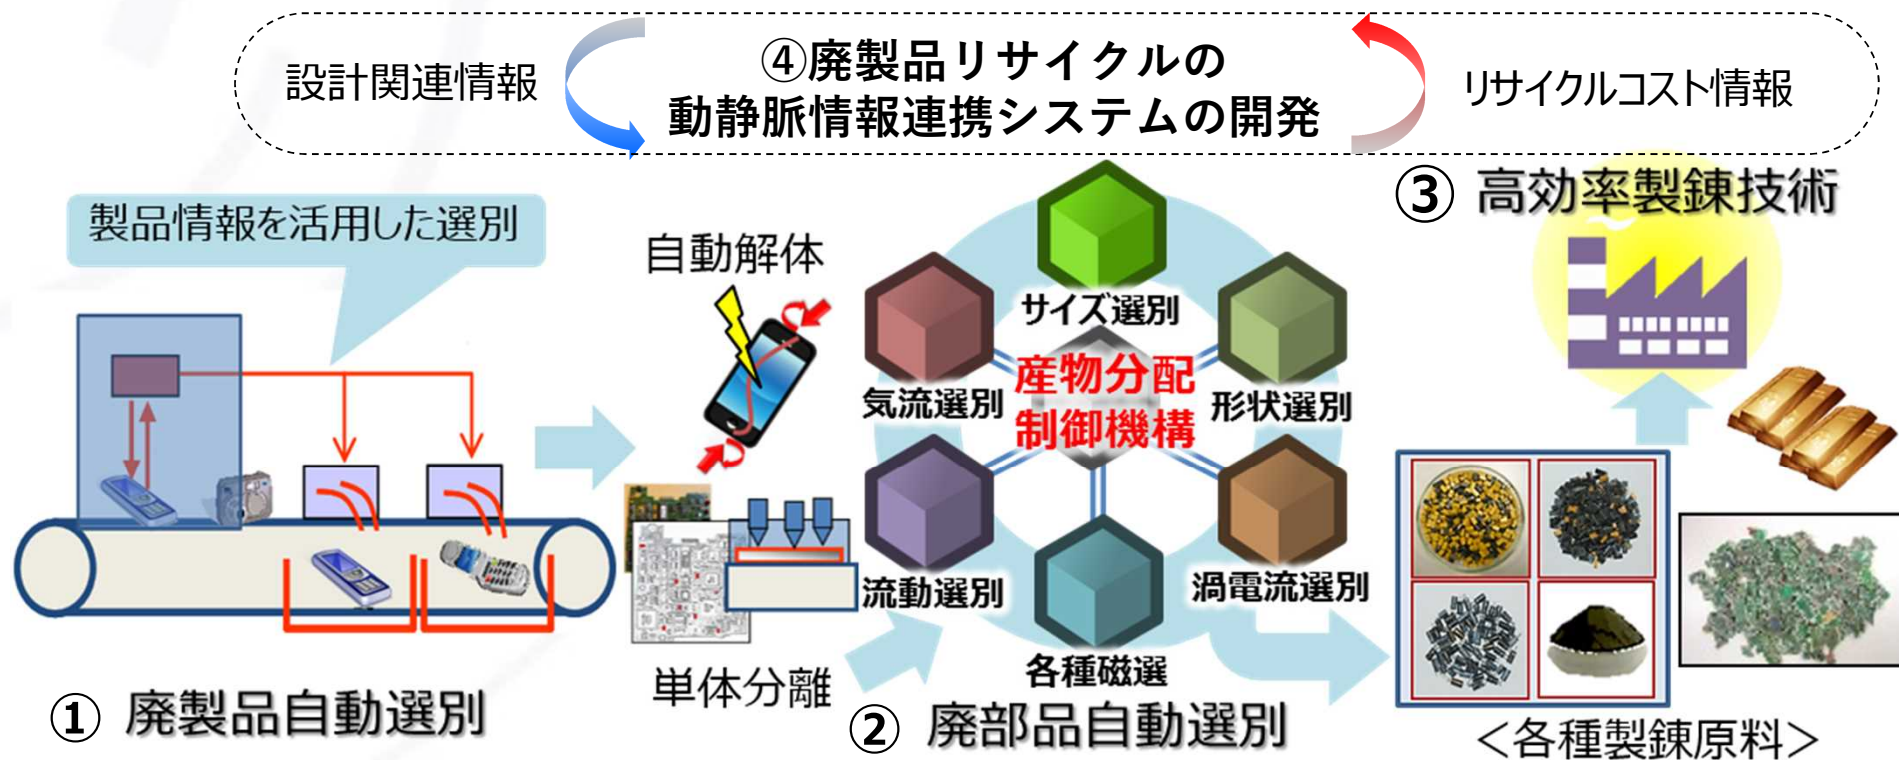 設計関連情報
④廃製品リサイクルの
動静脈情報連携システムの開発
リサイクルコスト情報
製品情報を活用した選別
① 廃製品自動選別
自動解体
単体分離
サイズ選別
気流選別
形状選別
産物分配
制御機構
流動選別
渦電流選別
各種磁選
② 廃部品自動選別
③ 高効率製錬技術
＜各種製錬原料＞